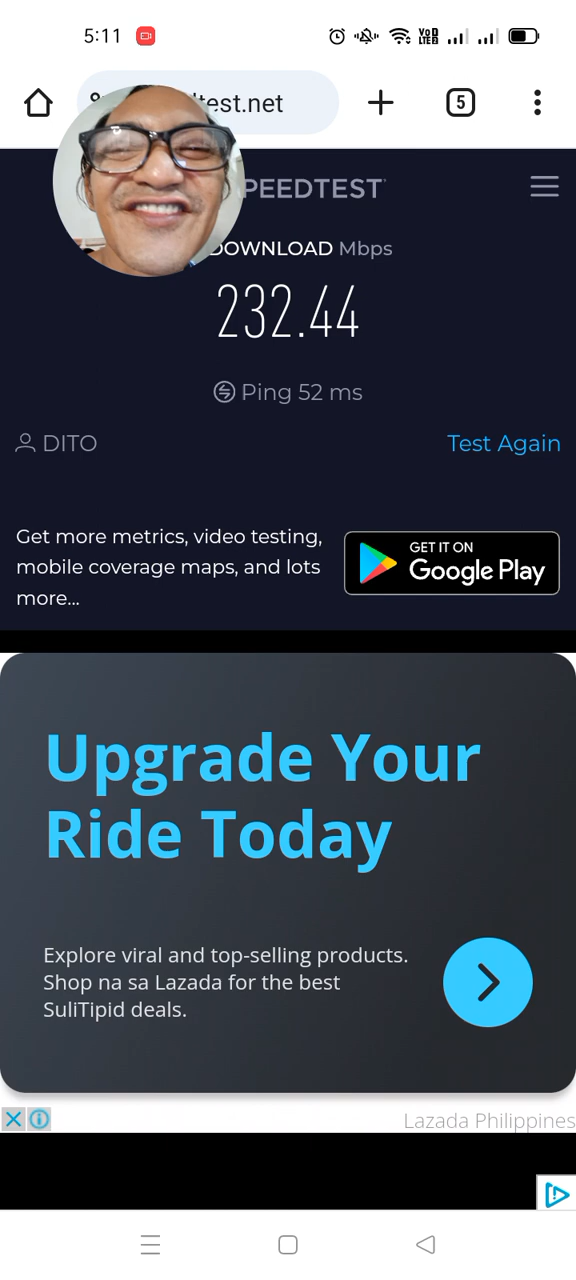 5:11
VoD LTE2
test.net
5
PEEDTEST
DOWNLOAD Mbps
232.44
Ping 52 ms
DITO
Test Again
Get more metrics, video testing,
mobile coverage maps, and lots
more...
GET IT ON
Google Play
Upgrade Your
Ride Today
Explore viral and top-selling products.
Shop na sa Lazada for the best
SuliTipid deals.
Lazada Philippines